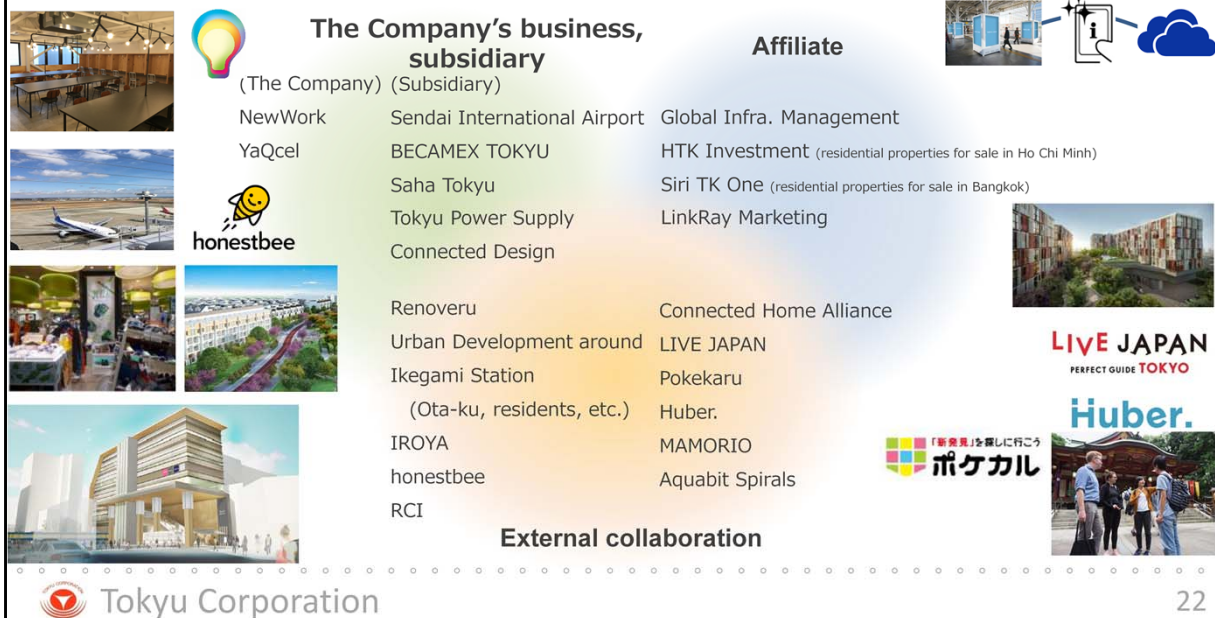 The Company's business,
subsidiary
Affiliate
(The Company) (Subsidiary)
NewWork
YaQcel
Sendai International Airport
BECAMEX TOKYU
Saha Tokyu
Tokyu Power Supply
Connected Design
Global Infra. Management
HTK Investment (residential properties for sale in Ho Chi Minh)
Siri TK One (residential properties for sale in Bangkok)
LinkRay Marketing
honestbee
Renoveru
Urban Development around
Ikegami Station
(Ota-ku, residents, etc.)
IROYA
honestbee
RCI
Connected Home Alliance
LIVE JAPAN
Pokekaru
Huber.
MAMORIO
Aquabit Spirals
External collaboration
LIVE JAPAN
PERFECT GUIDE TOKYO
Huber.
「新発見」を探しに行こう
ポケカル
Tokyu Corporation
22